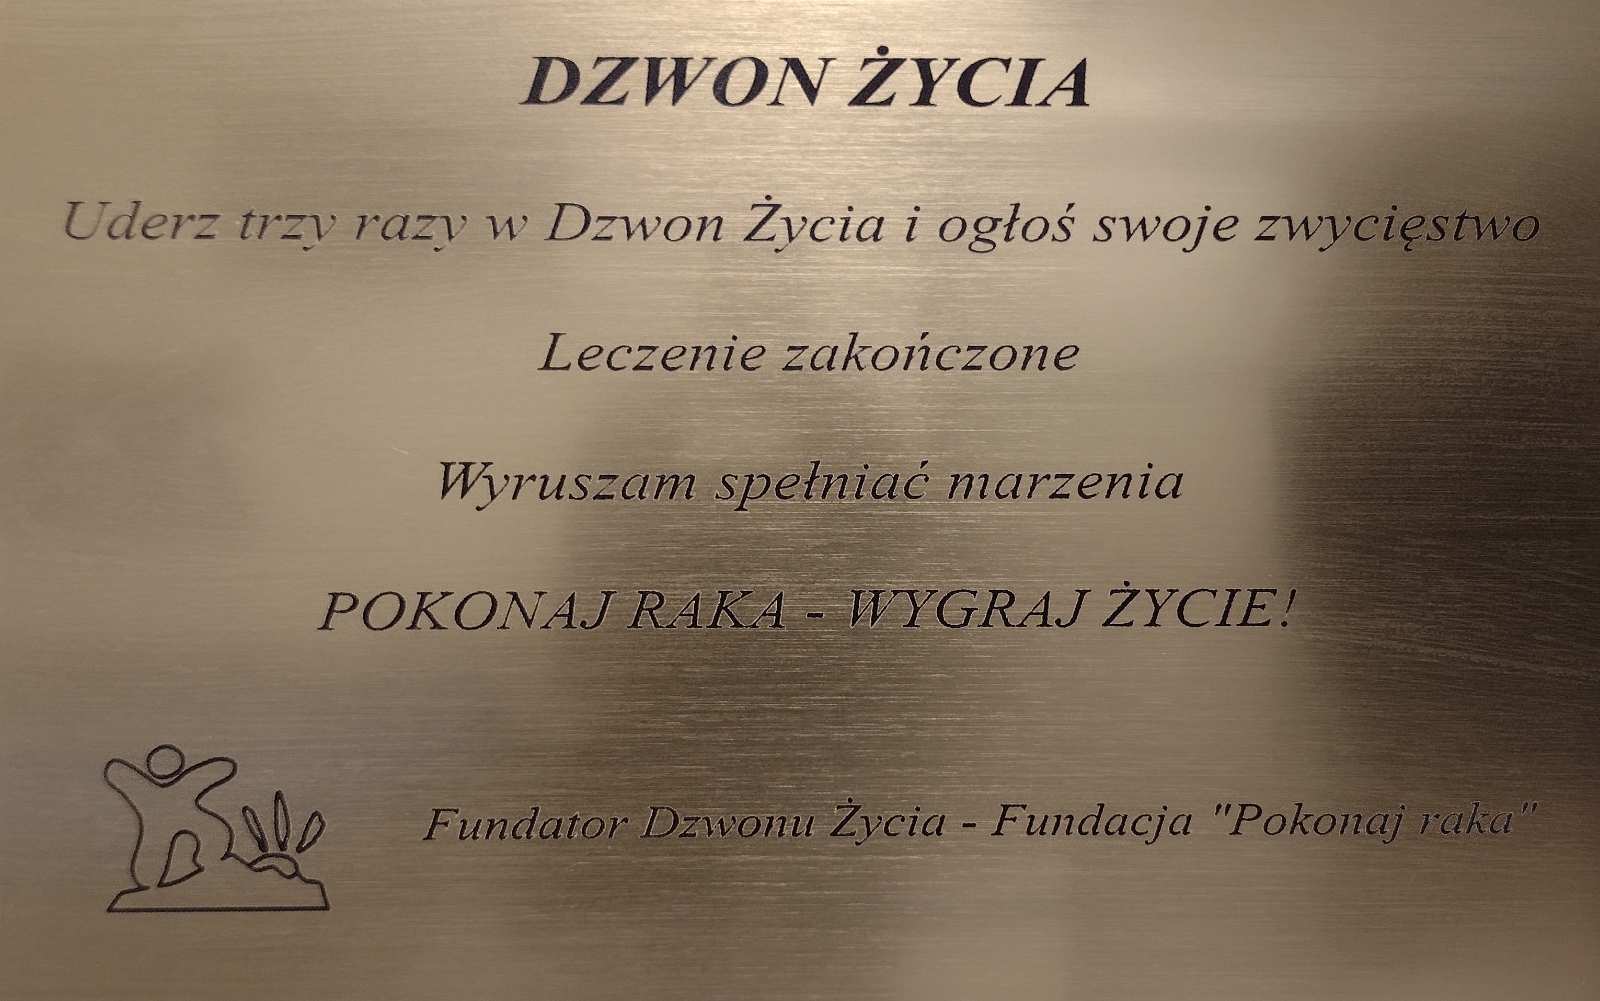 DZWON ŻYCIA
Uderz trzy razy w Dzwon Życia i ogłoś swoje zwycięstwo
Leczenie zakończone
Wyruszam spełniać marzenia
POKONAJ RAKA - WYGRAJ ŻYCIE!
Fundator Dzwonu Życia - Fundacja "Pokonaj raka"